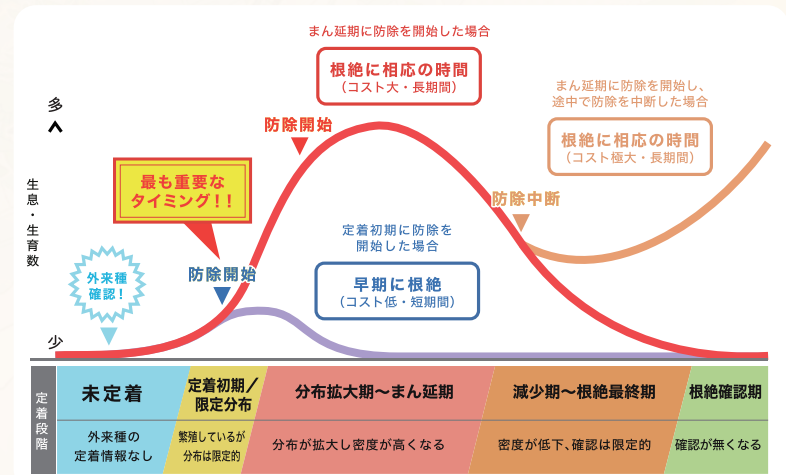 まん延期に防除を開始した場合
根絶に相応の時間
（コスト大・長期間）
まん延期に防除を開始し、
途中で防除を中断した場合
根絶に相応の時間
（コスト極大・長期間）
多
防除開始
最も重要な
タイミング！！
生息・生育数
防除中断
定着初期に防除を
開始した場合
防除開始
外来種
確認！
早期に根絶
（コスト低・短期間）
少
定着段階
未定着
定着初期／
限定分布
分布拡大期〜まん延期
減少期〜根絶最終期
根絶確認期
外来種の
定着情報なし
繁殖しているが
分布は限定的
分布が拡大し密度が高くなる
密度が低下、確認は限定的
確認が無くなる